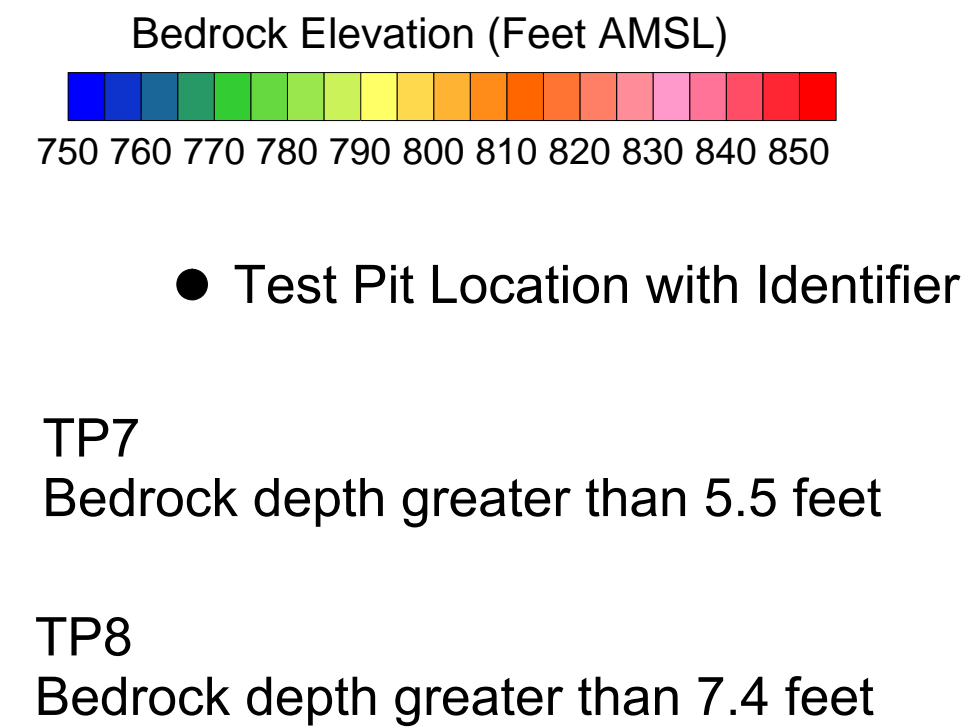 Bedrock Elevation (Feet AMSL)
750 760 770 780 790 800 810 820 830 840 850
Test Pit Location with Identifier
TP7
Bedrock depth greater than 5.5 feet
TP8
Bedrock depth greater than 7.4 feet